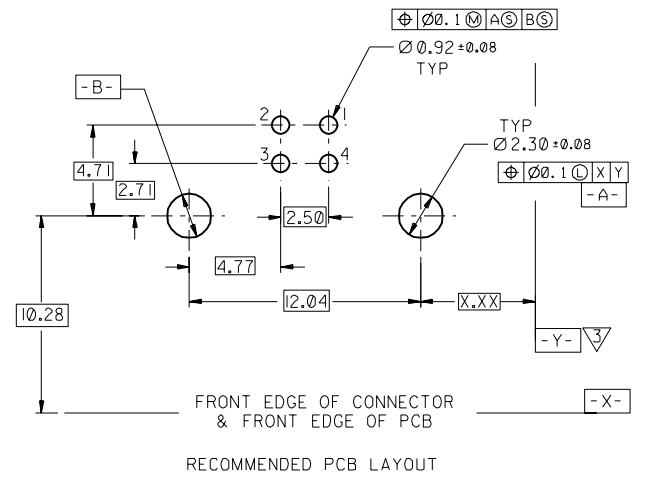 ⌖ Ø0.1 Ⓜ A Ⓢ B Ⓢ
Ø 0.92 ±0.08
TYP
-B-
2
1
3
4
TYP
Ø 2.30 ±0.08
⌖ Ø0.1 Ⓛ X Y
-A-
4.71
2.71
2.50
4.77
12.04
X.XX
10.28
-Y-
3
-X-
FRONT EDGE OF CONNECTOR
& FRONT EDGE OF PCB
RECOMMENDED PCB LAYOUT